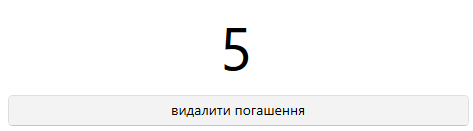 5
видалити погашення